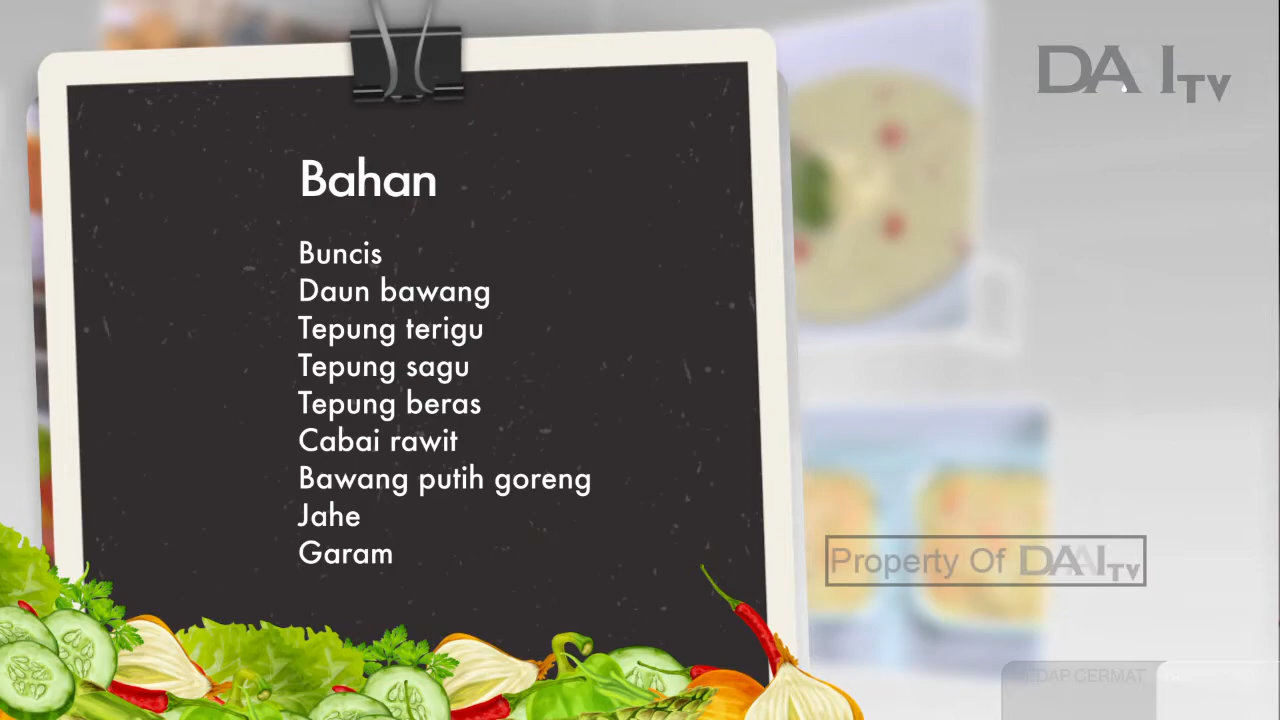 DAAI TV
Bahan
Buncis
Daun bawang
Tepung terigu
Tepung sagu
Tepung beras
Cabai rawit
Bawang putih goreng
Jahe
Garam
Property Of DAAI TV